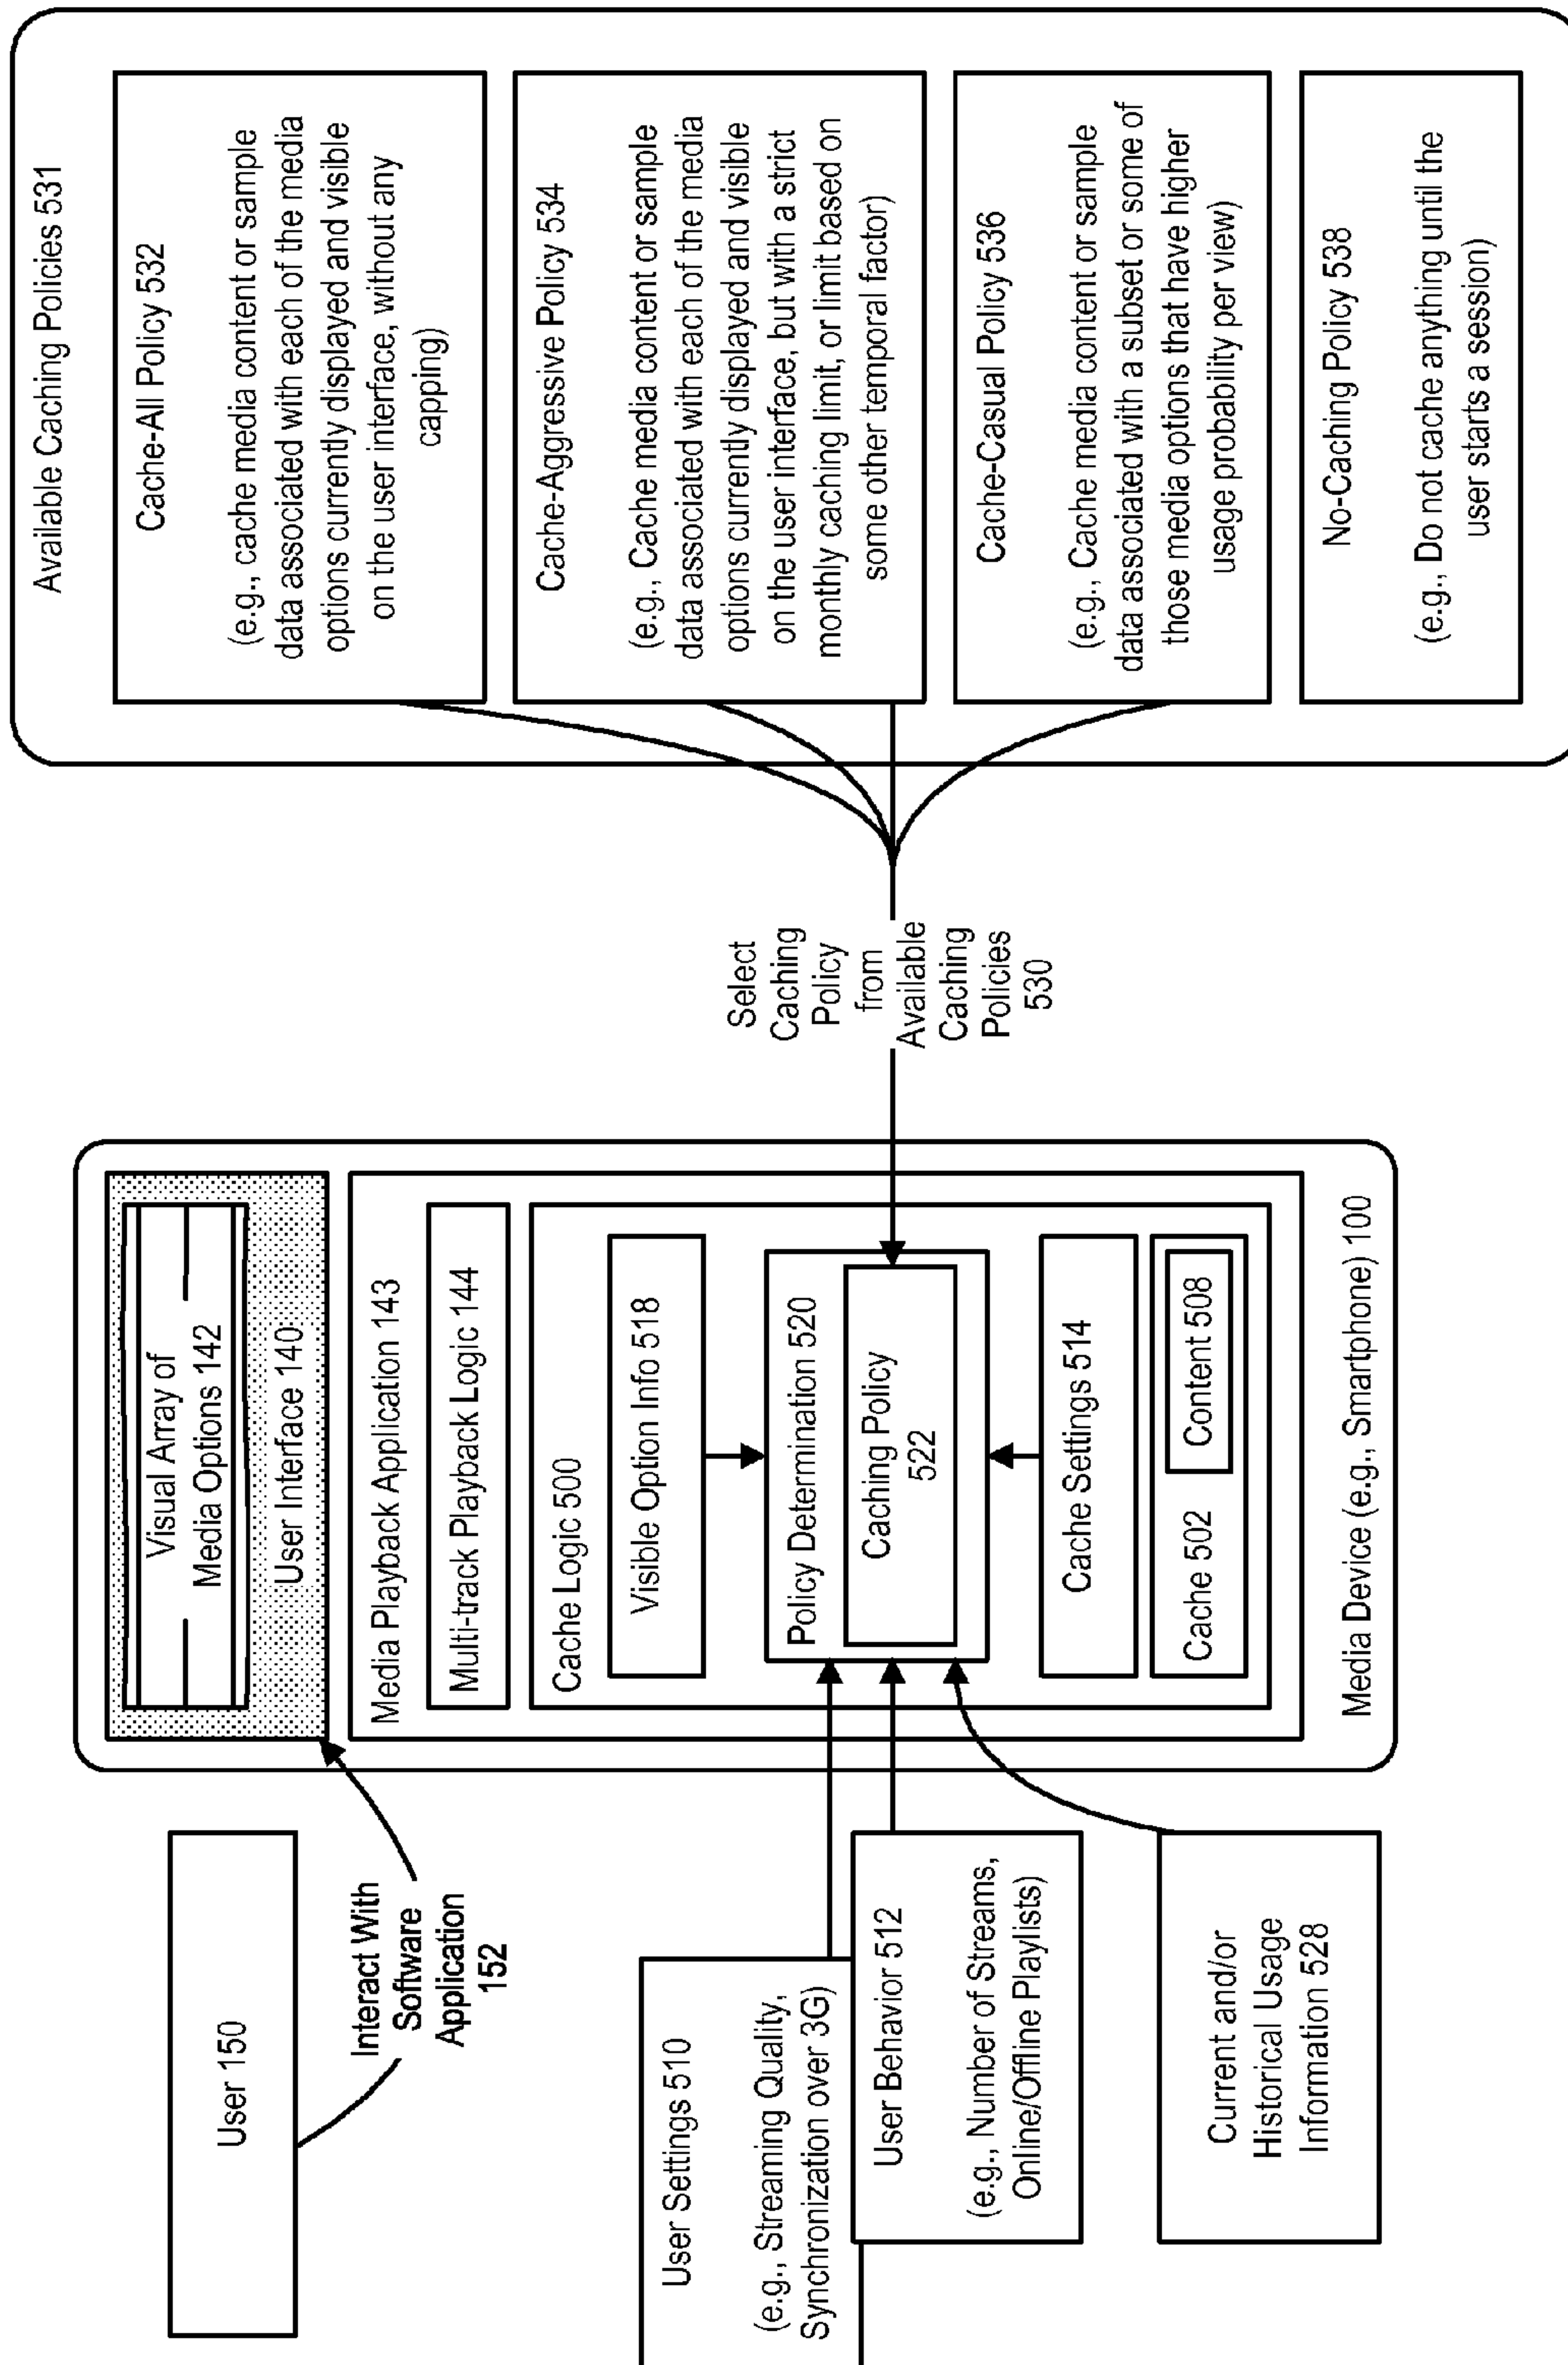 User 150
Interact With
Software
Application
152
User Settings 510
(e.g., Streaming Quality,
Synchronization over 3G)
User Behavior 512
(e.g., Number of Streams,
Online/Offline Playlists)
Current and/or
Historical Usage
Information 528
Visual Array of
Media Options 142
User Interface 140
Media Playback Application 143
Multi-track Playback Logic 144
Cache Logic 500
Visible Option Info 518
Policy Determination 520
Caching Policy
522
Cache Settings 514
Cache 502
Content 508
Media Device (e.g., Smartphone) 100
Select
Caching
Policy
from
Available
Caching
Policies
530
Available Caching Policies 531
Cache-All Policy 532
(e.g., cache media content or sample
data associated with each of the media
options currently displayed and visible
on the user interface, without any
capping)
Cache-Aggressive Policy 534
(e.g., Cache media content or sample
data associated with each of the media
options currently displayed and visible
on the user interface, but with a strict
monthly caching limit, or limit based on
some other temporal factor)
Cache-Casual Policy 536
(e.g., Cache media content or sample
data associated with a subset or some of
those media options that have higher
usage probability per view)
No-Caching Policy 538
(e.g., Do not cache anything until the
user starts a session)